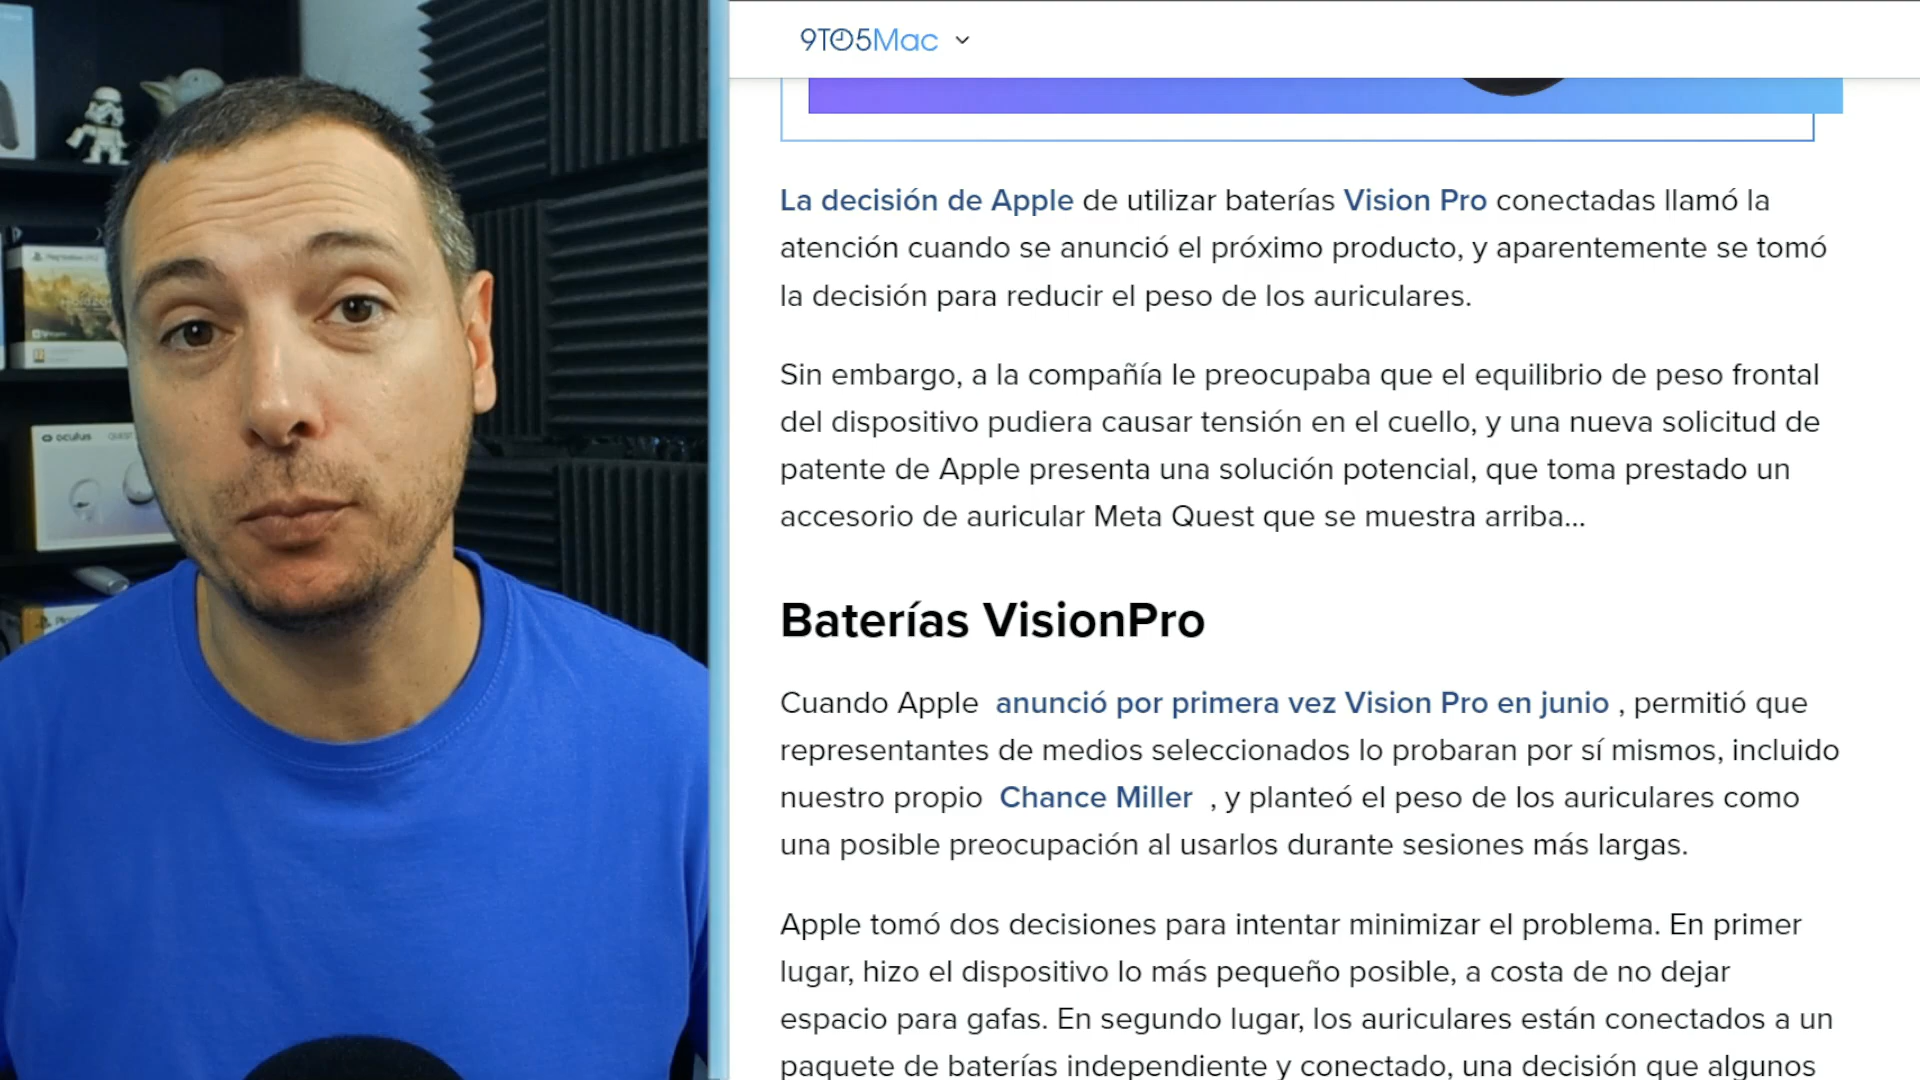 9TO5Mac
La decisión de Apple de utilizar baterías Vision Pro conectadas llamó la
atención cuando se anunció el próximo producto, y aparentemente se tomó
la decisión para reducir el peso de los auriculares.
Sin embargo, a la compañía le preocupaba que el equilibrio de peso frontal
del dispositivo pudiera causar tensión en el cuello, y una nueva solicitud de
patente de Apple presenta una solución potencial, que toma prestado un
accesorio de auricular Meta Quest que se muestra arriba...
Baterías VisionPro
Cuando Apple anunció por primera vez Vision Pro en junio , permitió que
representantes de medios seleccionados lo probaran por sí mismos, incluido
nuestro propio Chance Miller , y planteó el peso de los auriculares como
una posible preocupación al usarlos durante sesiones más largas.
Apple tomó dos decisiones para intentar minimizar el problema. En primer
lugar, hizo el dispositivo lo más pequeño posible, a costa de no dejar
espacio para gafas. En segundo lugar, los auriculares están conectados a un
paquete de baterías independiente y conectado, una decisión que algunos
oculus